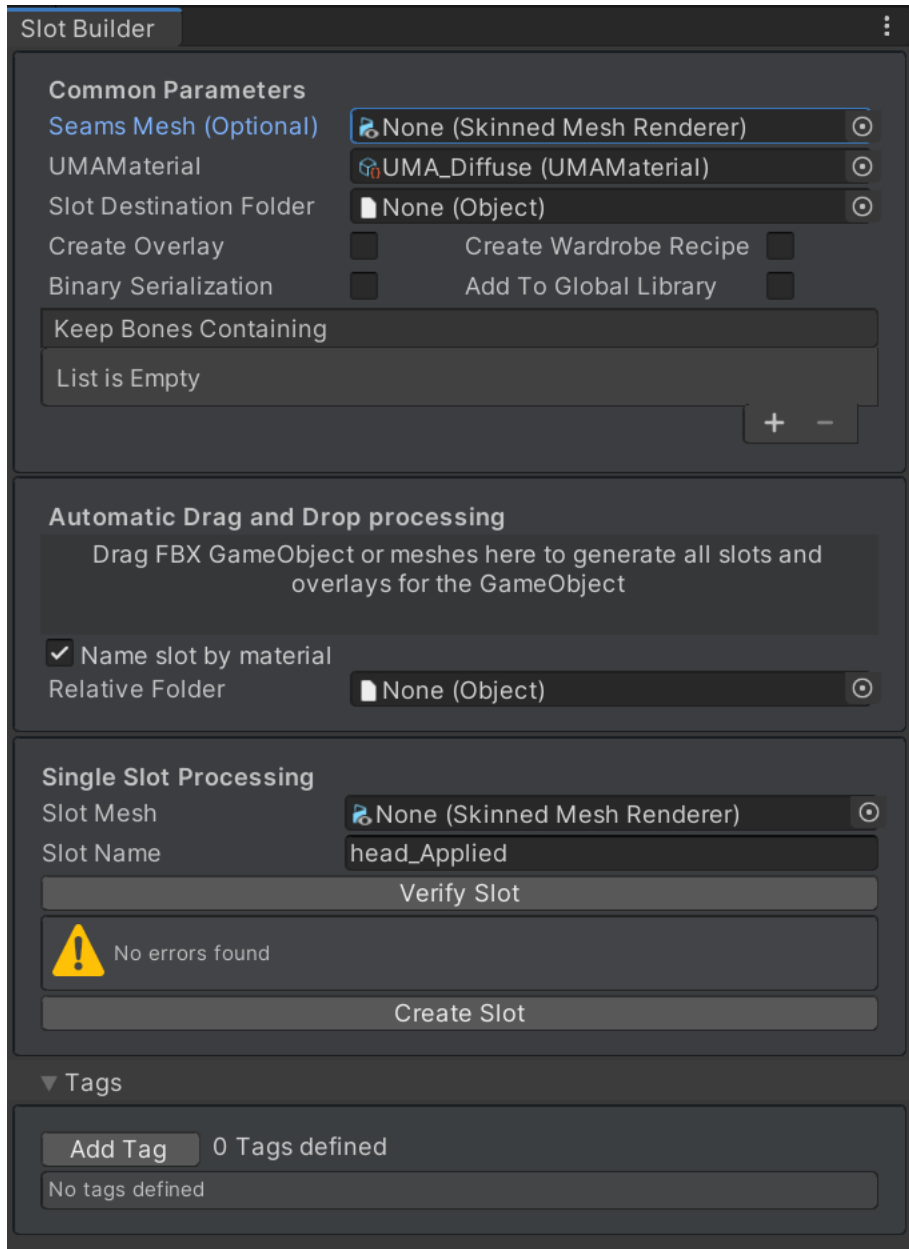 Slot Builder
Common Parameters
Seams Mesh (Optional) None (Skinned Mesh Renderer)
UMAMaterial UMA_Diffuse (UMAMaterial)
Slot Destination Folder None (Object)
Create Overlay Create Wardrobe Recipe
Binary Serialization Add To Global Library
Keep Bones Containing
List is Empty
+ −
Automatic Drag and Drop processing
Drag FBX GameObject or meshes here to generate all slots and
overlays for the GameObject
Name slot by material
Relative Folder None (Object)
Single Slot Processing
Slot Mesh None (Skinned Mesh Renderer)
Slot Name head_Applied
Verify Slot
No errors found
Create Slot
Tags
Add Tag 0 Tags defined
No tags defined